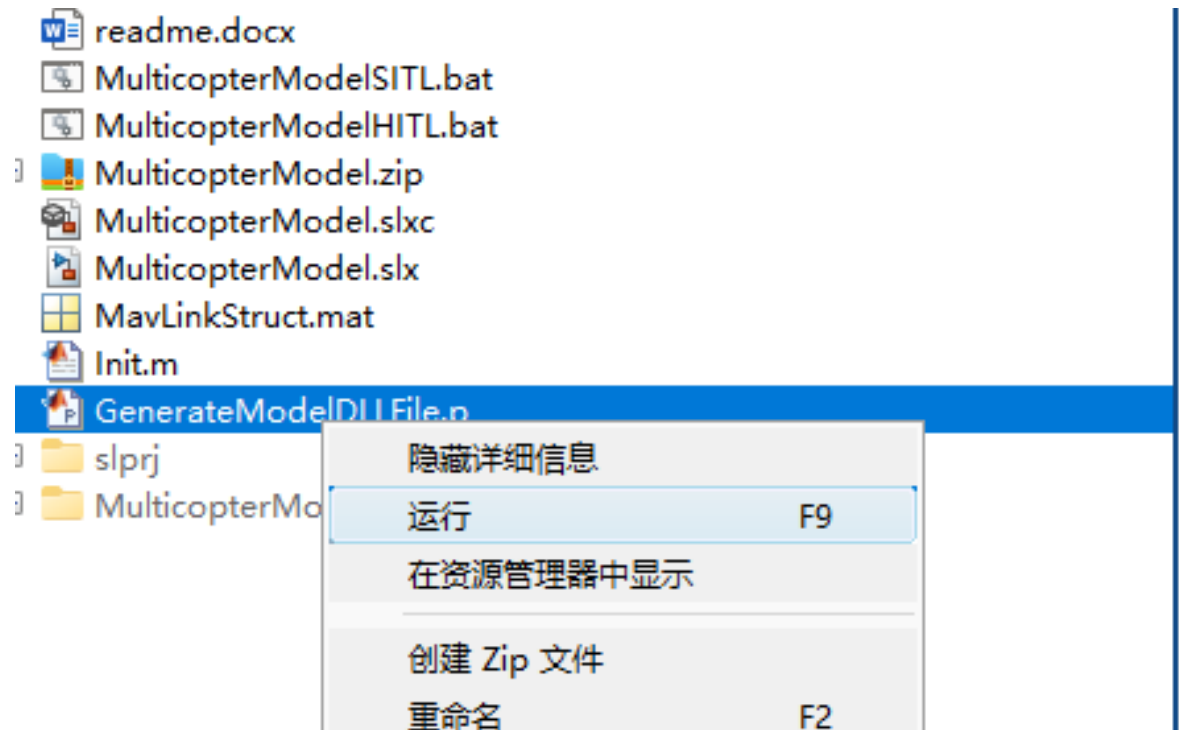 readme.docx
MulticopterModelSITL.bat
MulticopterModelHITL.bat
MulticopterModel.zip
MulticopterModel.slxc
MulticopterModel.slx
MavLinkStruct.mat
Init.m
GenerateModelDLLFile.p
slprj
MulticopterMo
隐藏详细信息
运行 F9
在资源管理器中显示
创建 Zip 文件
重命名 F2